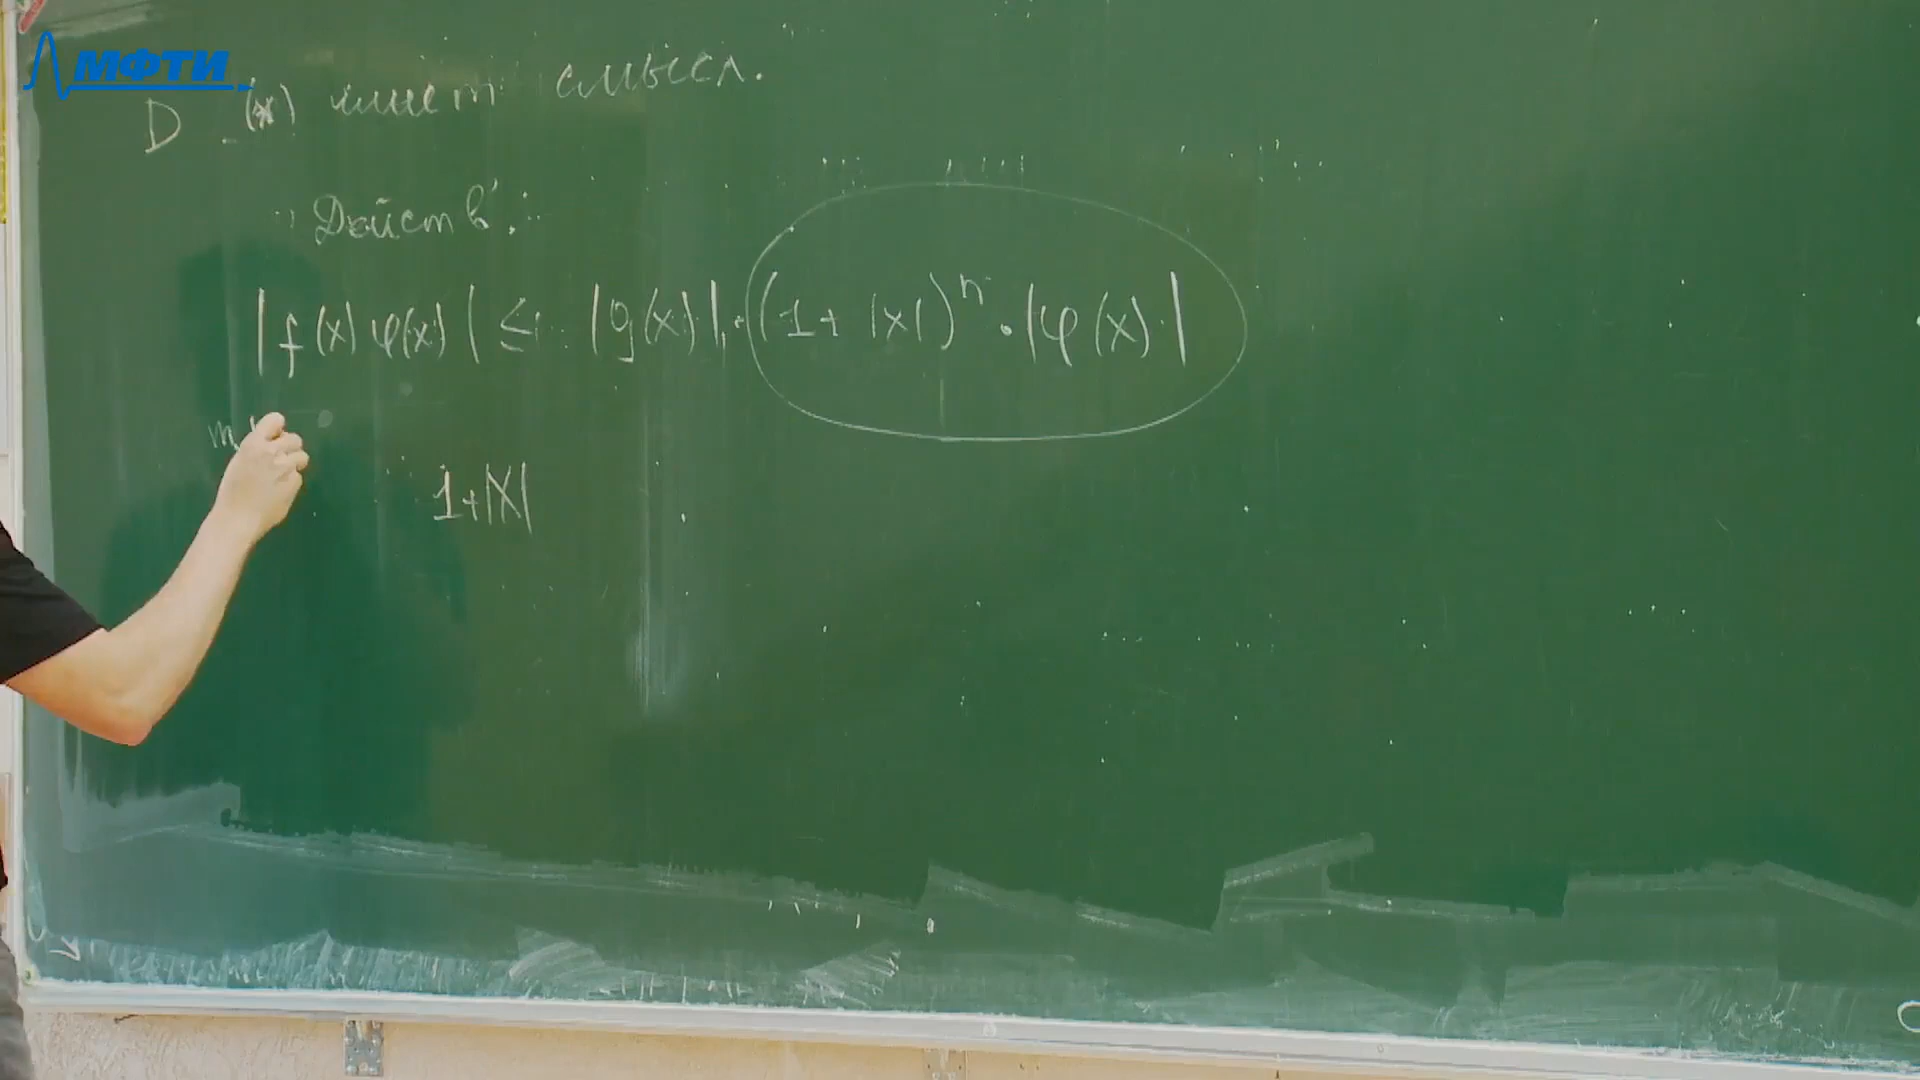 МФТИ
D (*) имеет смысл.
Действ.:
|f(x)φ(x)| ≤ |g(x)|·(1+|x|)ⁿ·|φ(x)|
m
1+|x|